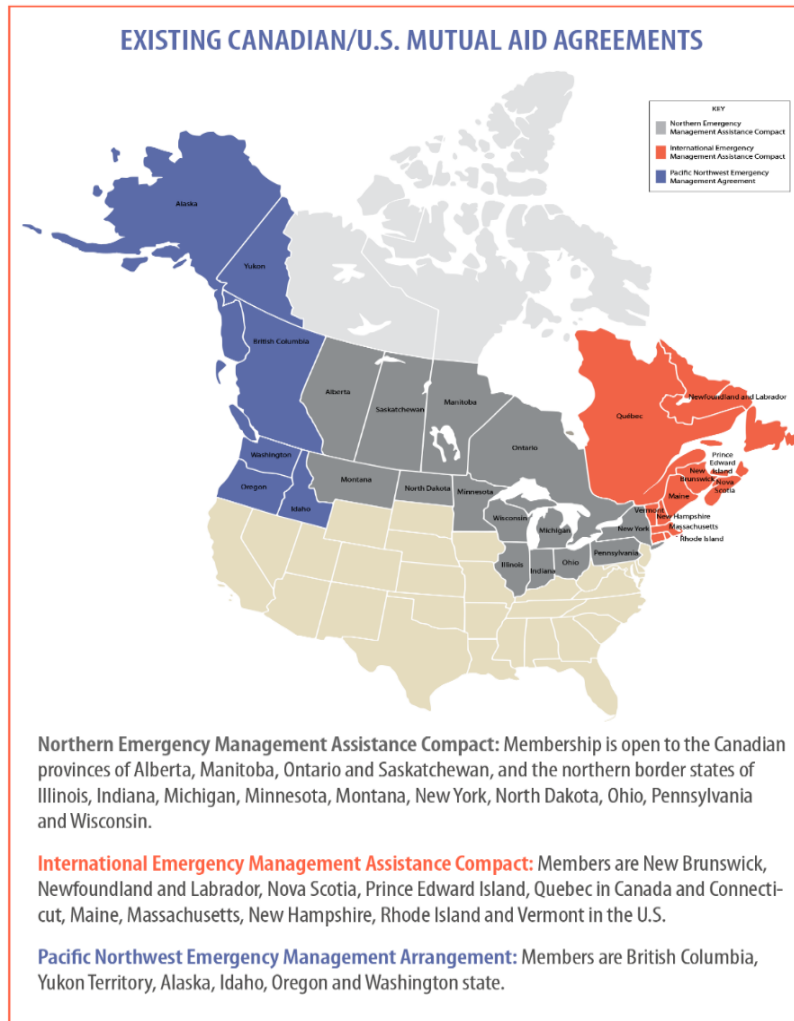 EXISTING CANADIAN/U.S. MUTUAL AID AGREEMENTS
KEY
Northern Emergency
Management Assistance Compact
International Emergency
Management Assistance Compact
Pacific Northwest Emergency
Management Agreement
Alaska
Yukon
British Columbia
Alberta
Saskatchewan
Manitoba
Ontario
Québec
Newfoundland and Labrador
Prince
Edward
Island
New
Brunswick
Nova
Scotia
Maine
Vermont
New Hampshire
Massachusetts
Rhode Island
New York
Washington
Oregon
Idaho
Montana
North Dakota
Minnesota
Wisconsin
Michigan
Illinois
Indiana
Ohio
Pennsylvania
Northern Emergency Management Assistance Compact: Membership is open to the Canadian
provinces of Alberta, Manitoba, Ontario and Saskatchewan, and the northern border states of
Illinois, Indiana, Michigan, Minnesota, Montana, New York, North Dakota, Ohio, Pennsylvania
and Wisconsin.
International Emergency Management Assistance Compact: Members are New Brunswick,
Newfoundland and Labrador, Nova Scotia, Prince Edward Island, Quebec in Canada and Connecti-
cut, Maine, Massachusetts, New Hampshire, Rhode Island and Vermont in the U.S.
Pacific Northwest Emergency Management Arrangement: Members are British Columbia,
Yukon Territory, Alaska, Idaho, Oregon and Washington state.